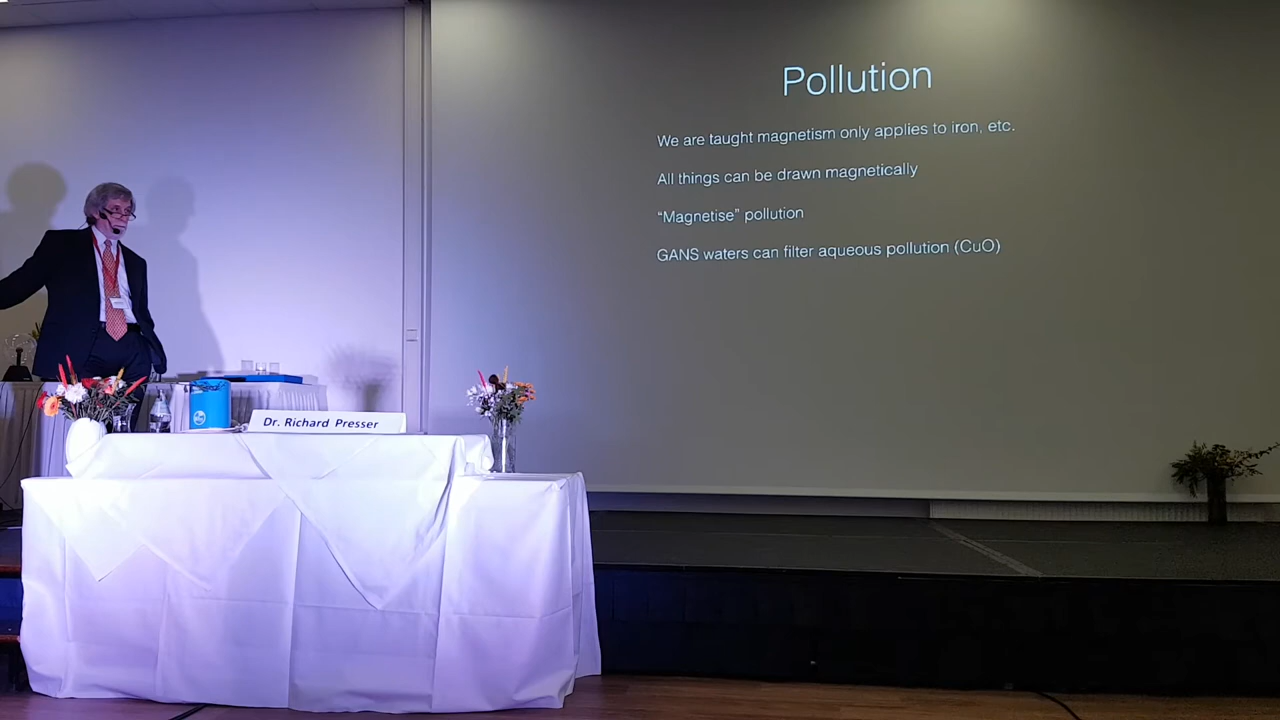 Pollution
We are taught magnetism only applies to iron, etc.
All things can be drawn magnetically
“Magnetise” pollution
GANS waters can filter aqueous pollution (CuO)
Dr. Richard Presser